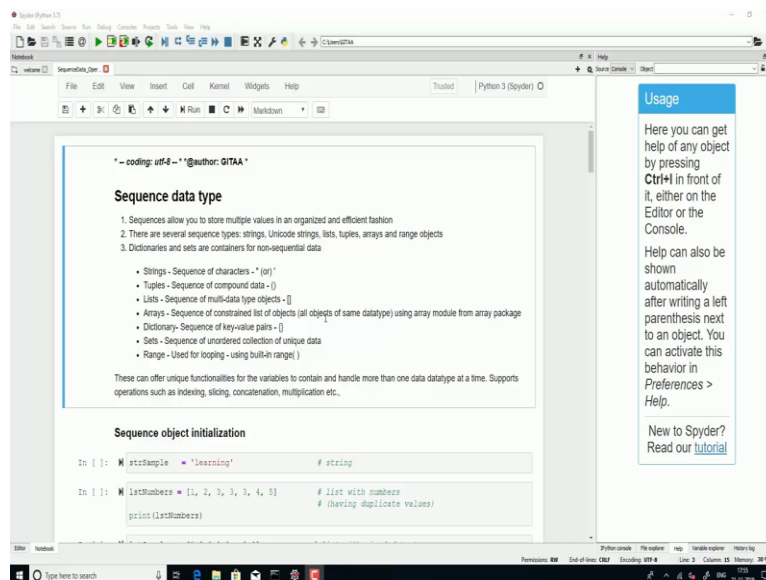 Spyder (Python 3.7)
File Edit Search Source Run Debug Consoles Projects Tools View Help
C:\Users\GITAA
Notebook
Help
welcome
SequenceData_Oper...
Source Console Object
File Edit View Insert Cell Kernel Widgets Help
Trusted
Python 3 (Spyder)
Run
Markdown
* -- coding: utf-8 -- * *@author: GITAA *
Sequence data type
1. Sequences allow you to store multiple values in an organized and efficient fashion
2. There are several sequence types: strings, Unicode strings, lists, tuples, arrays and range objects
3. Dictionaries and sets are containers for non-sequential data
• Strings - Sequence of characters - " (or) '
• Tuples - Sequence of compound data - ()
• Lists - Sequence of multi-data type objects - []
• Arrays - Sequence of constrained list of objects (all objects of same datatype) using array module from array package
• Dictionary- Sequence of key-value pairs - {}
• Sets - Sequence of unordered collection of unique data
• Range - Used for looping - using built-in range( )
These can offer unique functionalities for the variables to contain and handle more than one data datatype at a time. Supports
operations such as indexing, slicing, concatenation, multiplication etc.,
Sequence object initialization
In [ ]: strSample = 'learning' # string
In [ ]: lstNumbers = [1, 2, 3, 3, 3, 4, 5] # list with numbers
# (having duplicate values)
print(lstNumbers)
Usage
Here you can get
help of any object
by pressing
Ctrl+I in front of
it, either on the
Editor or the
Console.
Help can also be
shown
automatically
after writing a left
parenthesis next
to an object. You
can activate this
behavior in
Preferences >
Help.
New to Spyder?
Read our tutorial
Editor Notebook
IPython console File explorer Help Variable explorer History log
Permissions: RW End-of-lines: CRLF Encoding: UTF-8 Line: 3 Column: 15 Memory:
Type here to search
ENG
17:55